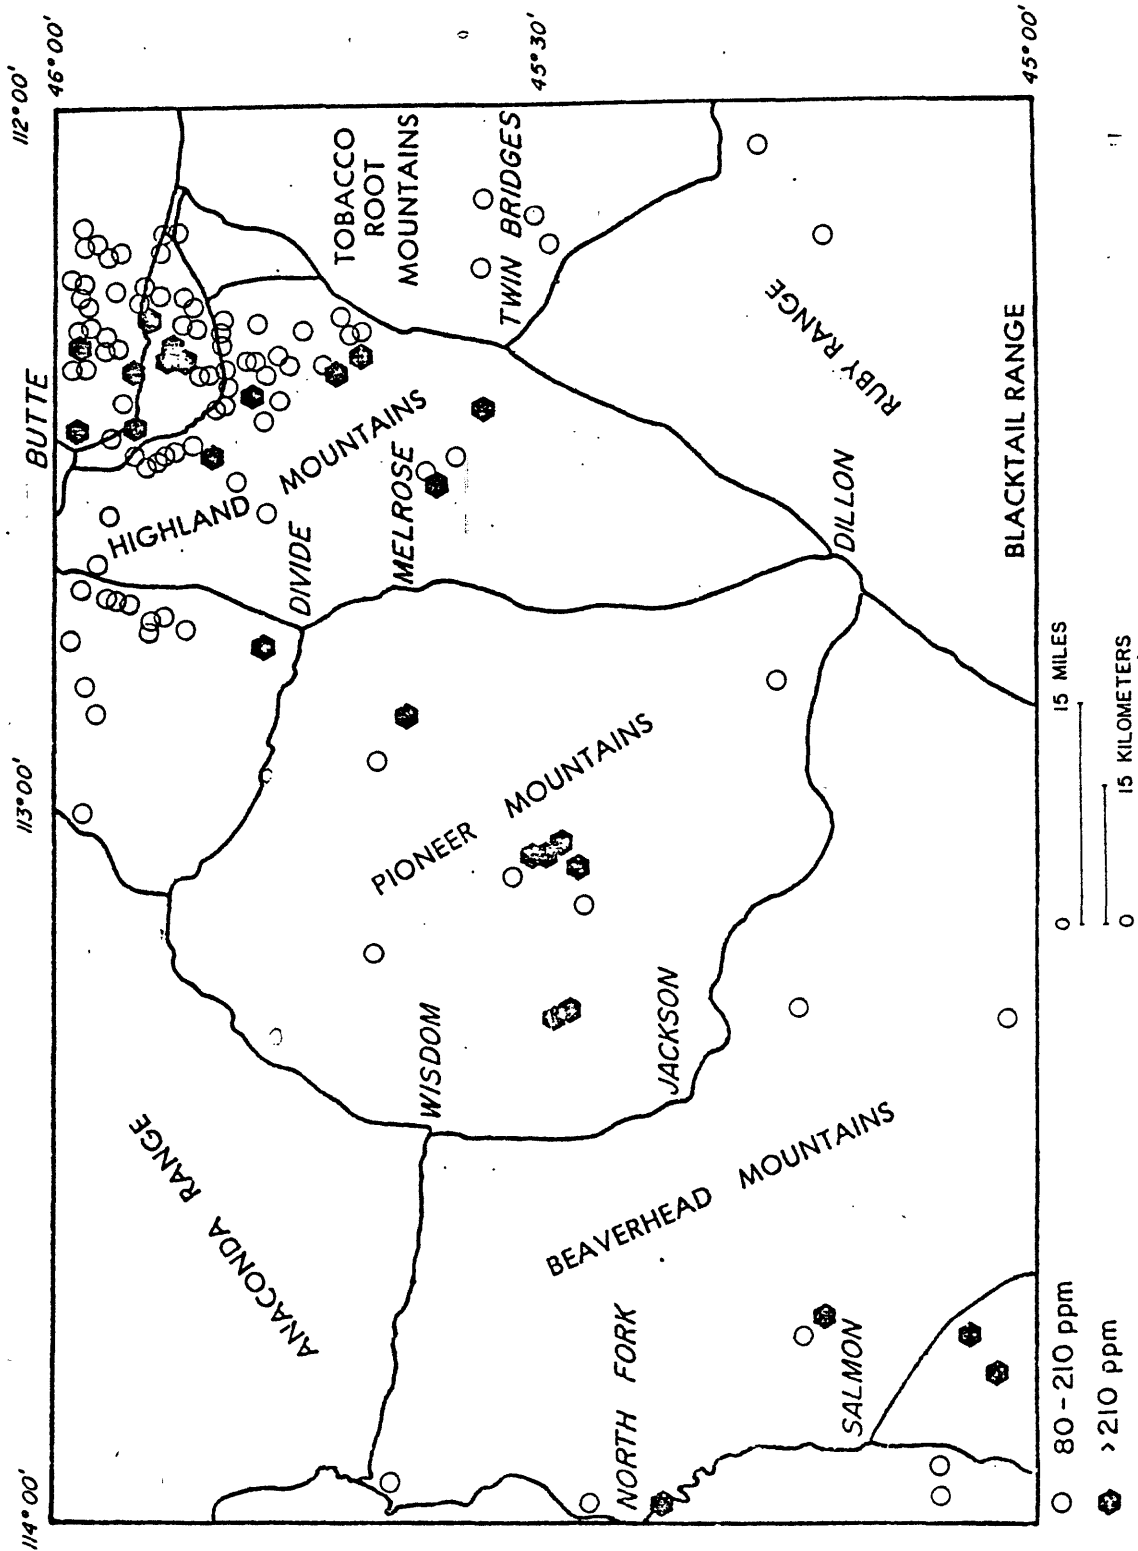 114°00'
113°00'
112°00'
46°00'
BUTTE
ANACONDA RANGE
HIGHLAND MOUNTAINS
DIVIDE
TOBACCO
ROOT
MOUNTAINS
WISDOM
MELROSE
PIONEER MOUNTAINS
45°30'
TWIN BRIDGES
NORTH FORK
BEAVERHEAD MOUNTAINS
JACKSON
RUBY RANGE
SALMON
DILLON
BLACKTAIL RANGE
45°00'
80-210 ppm
>210 ppm
0 15 MILES
0 15 KILOMETERS